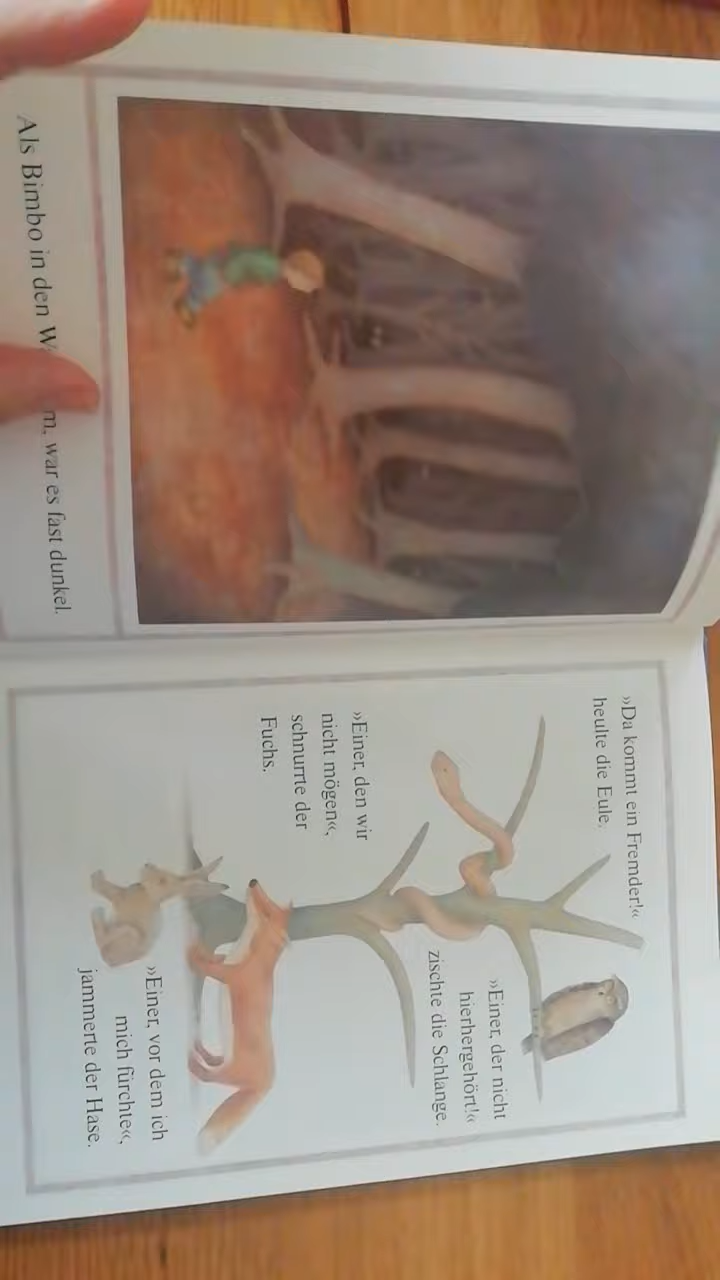 Als Bimbo in den W m, war es fast dunkel.
»Da kommt ein Fremder!«
heulte die Eule.
»Einer, der nicht
hierhergehört!«
zischte die Schlange.
»Einer, den wir
nicht mögen«,
schnurrte der
Fuchs.
»Einer, vor dem ich
mich fürchte«,
jammerte der Hase.